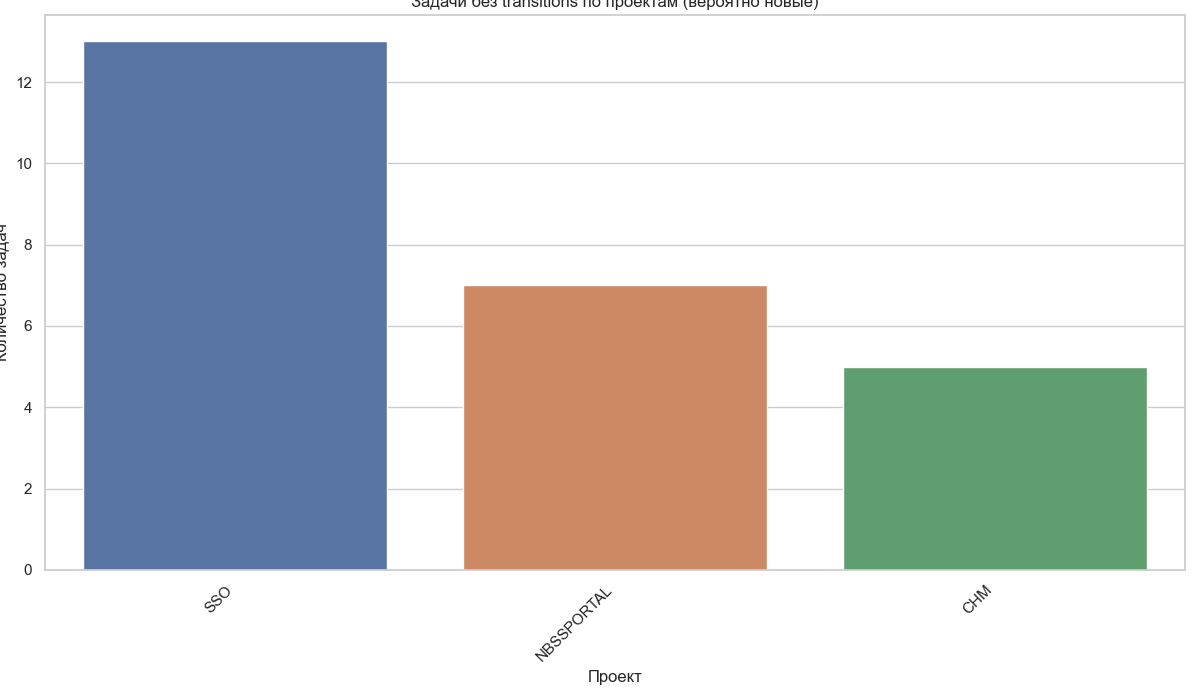 Задачи без transitions по проектам (вероятно новые)
Количество задач
12
10
8
6
4
2
0
SSO
NBSSPORTAL
CHM
Проект